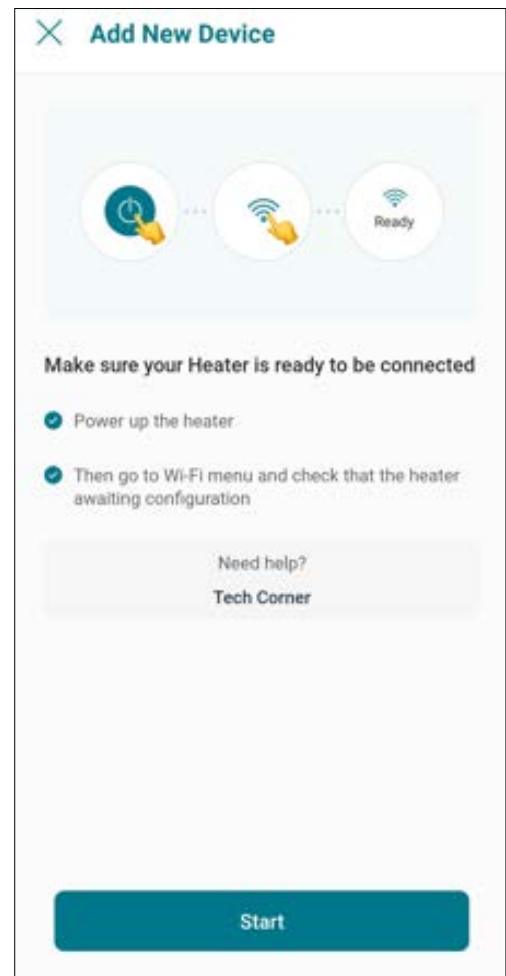 Add New Device
Ready
Make sure your Heater is ready to be connected
Power up the heater
Then go to Wi-Fi menu and check that the heater
awaiting configuration
Need help?
Tech Corner
Start